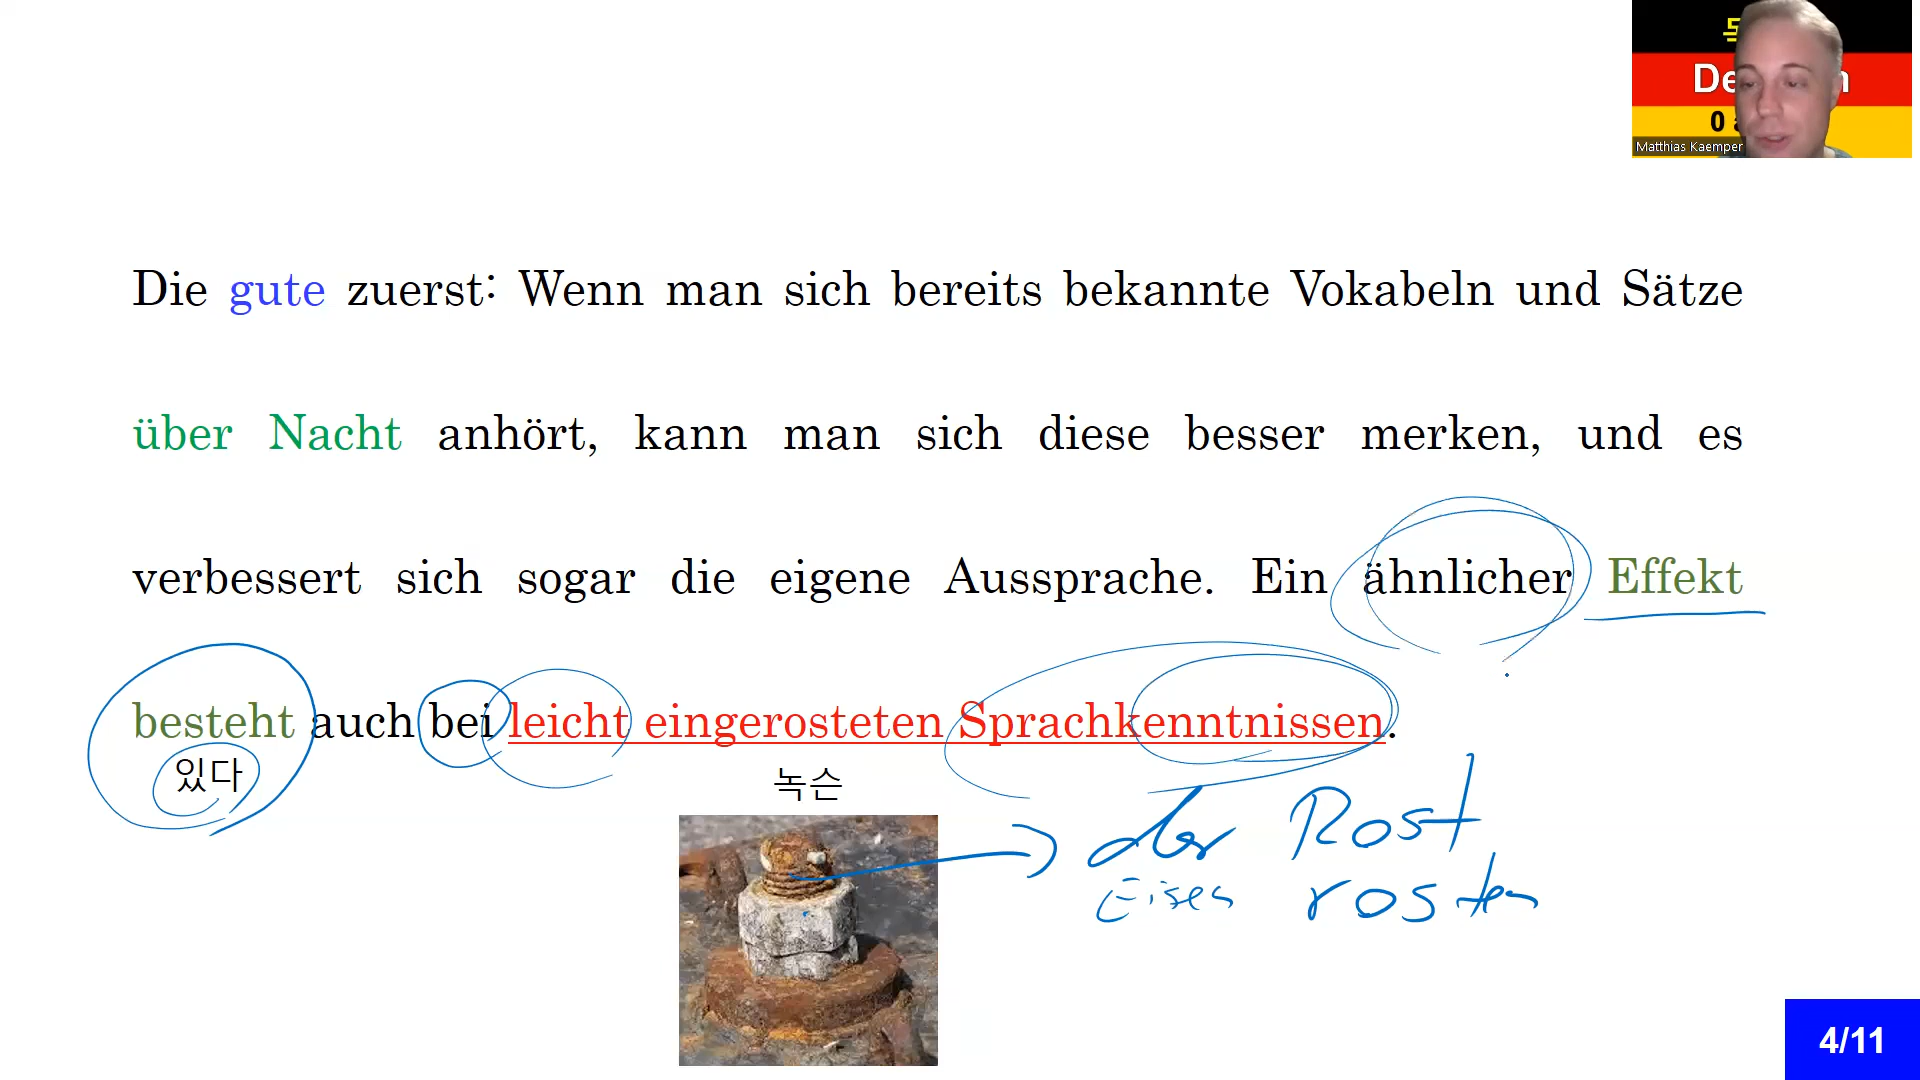 Matthias Kaemper
Die gute zuerst: Wenn man sich bereits bekannte Vokabeln und Sätze
über Nacht anhört, kann man sich diese besser merken, und es
verbessert sich sogar die eigene Aussprache. Ein ähnlicher Effekt
besteht auch bei leicht eingerosteten Sprachkenntnissen.
있다
녹슨
der Rost
Eisen rosten
4/11